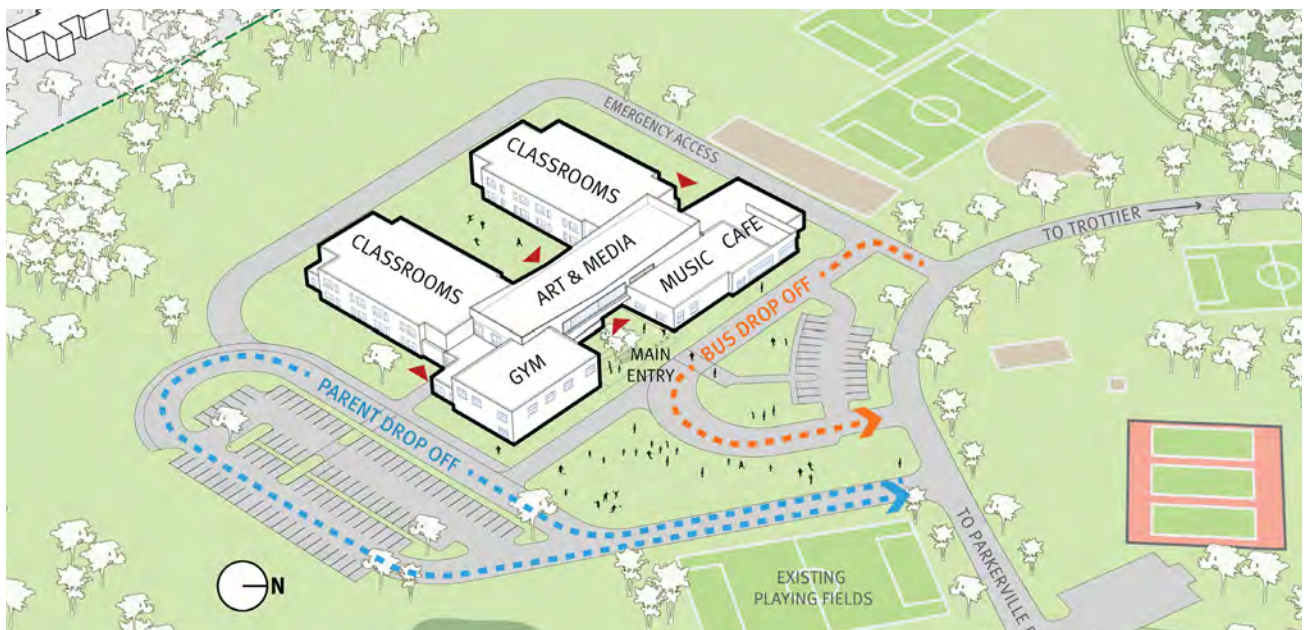 EMERGENCY ACCESS
CLASSROOMS
CLASSROOMS
ART & MEDIA
MUSIC
CAFE
GYM
MAIN
ENTRY
BUS DROP OFF
PARENT DROP OFF
TO TROTTIER
TO PARKERVILLE
EXISTING
PLAYING FIELDS
N